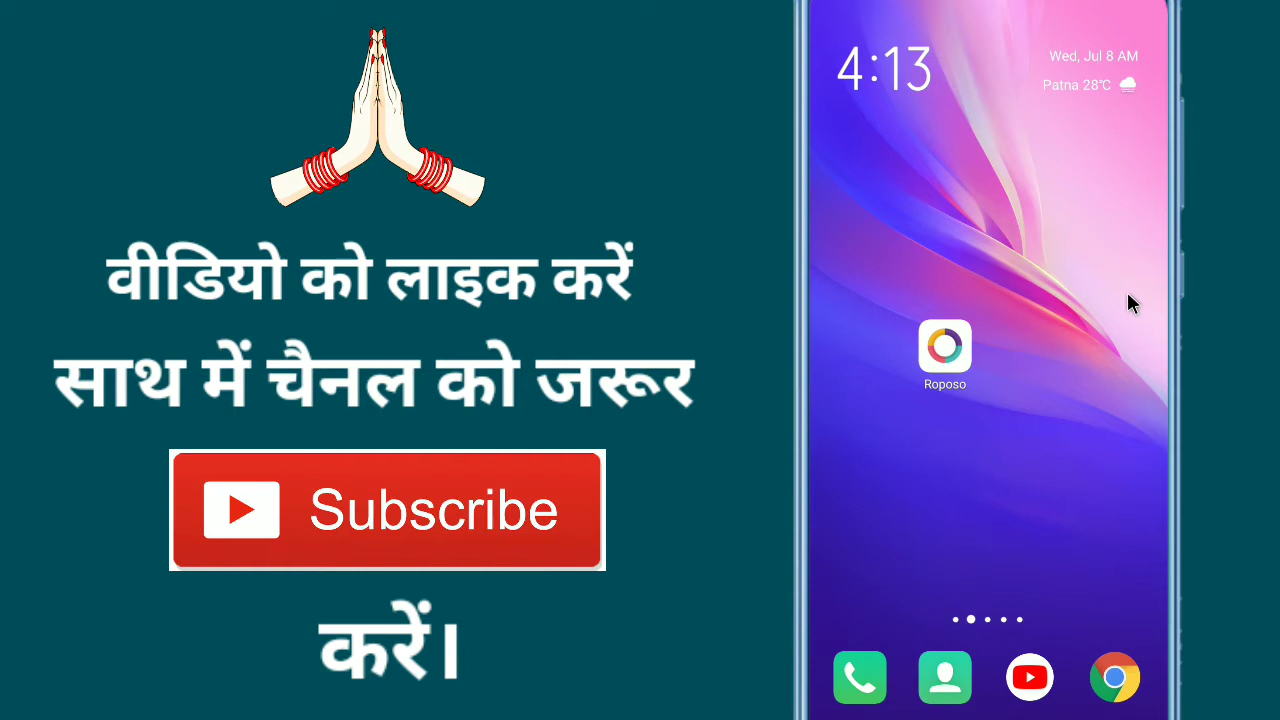 वीडियो को लाइक करें
साथ में चैनल को जरूर
Subscribe
करें।
4:13
Wed, Jul 8 AM
Patna 28℃
Roposo